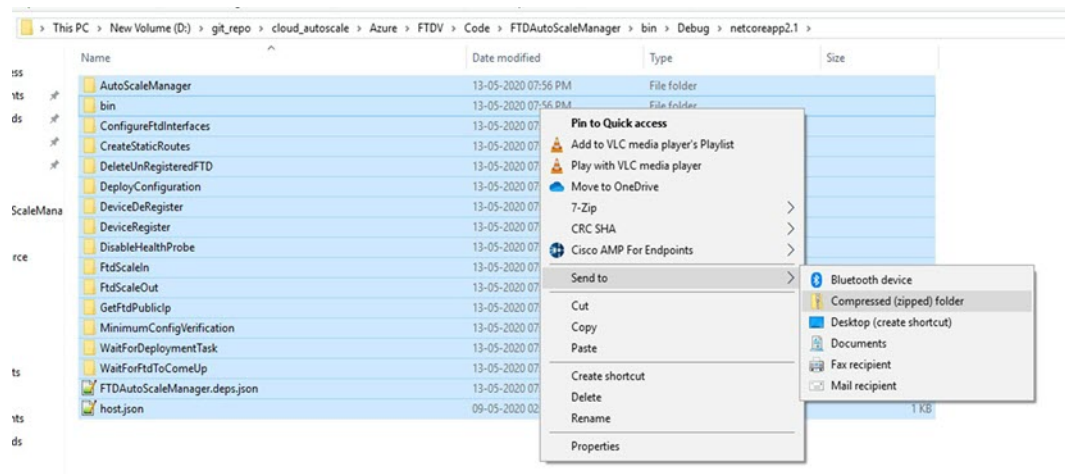 This PC > New Volume (D:) > git_repo > cloud_autoscale > Azure > FTDV > Code > FTDAutoScaleManager > bin > Debug > netcoreapp2.1 >
Name Date modified Type Size
AutoScaleManager 13-05-2020 07:56 PM File folder
bin 13-05-2020 07:56 PM File folder
ConfigureFtdInterfaces 13-05-2020 07
CreateStaticRoutes 13-05-2020 07
DeleteUnRegisteredFTD 13-05-2020 07
DeployConfiguration 13-05-2020 07
DeviceDeRegister 13-05-2020 07
DeviceRegister 13-05-2020 07
DisableHealthProbe 13-05-2020 07
FtdScaleIn 13-05-2020 07
FtdScaleOut 13-05-2020 07
GetFtdPublicIp 13-05-2020 07
MinimumConfigVerification 13-05-2020 07
WaitForDeploymentTask 13-05-2020 07
WaitForFtdToComeUp 13-05-2020 07
FTDAutoScaleManager.deps.json 13-05-2020 07
host.json 09-05-2020 02 1 KB
ess
nts
ds
ScaleMana
rce
ts
nts
ds
Pin to Quick access
Add to VLC media player's Playlist
Play with VLC media player
Move to OneDrive
7-Zip
CRC SHA
Cisco AMP For Endpoints
Send to
Cut
Copy
Paste
Create shortcut
Delete
Rename
Properties
Bluetooth device
Compressed (zipped) folder
Desktop (create shortcut)
Documents
Fax recipient
Mail recipient